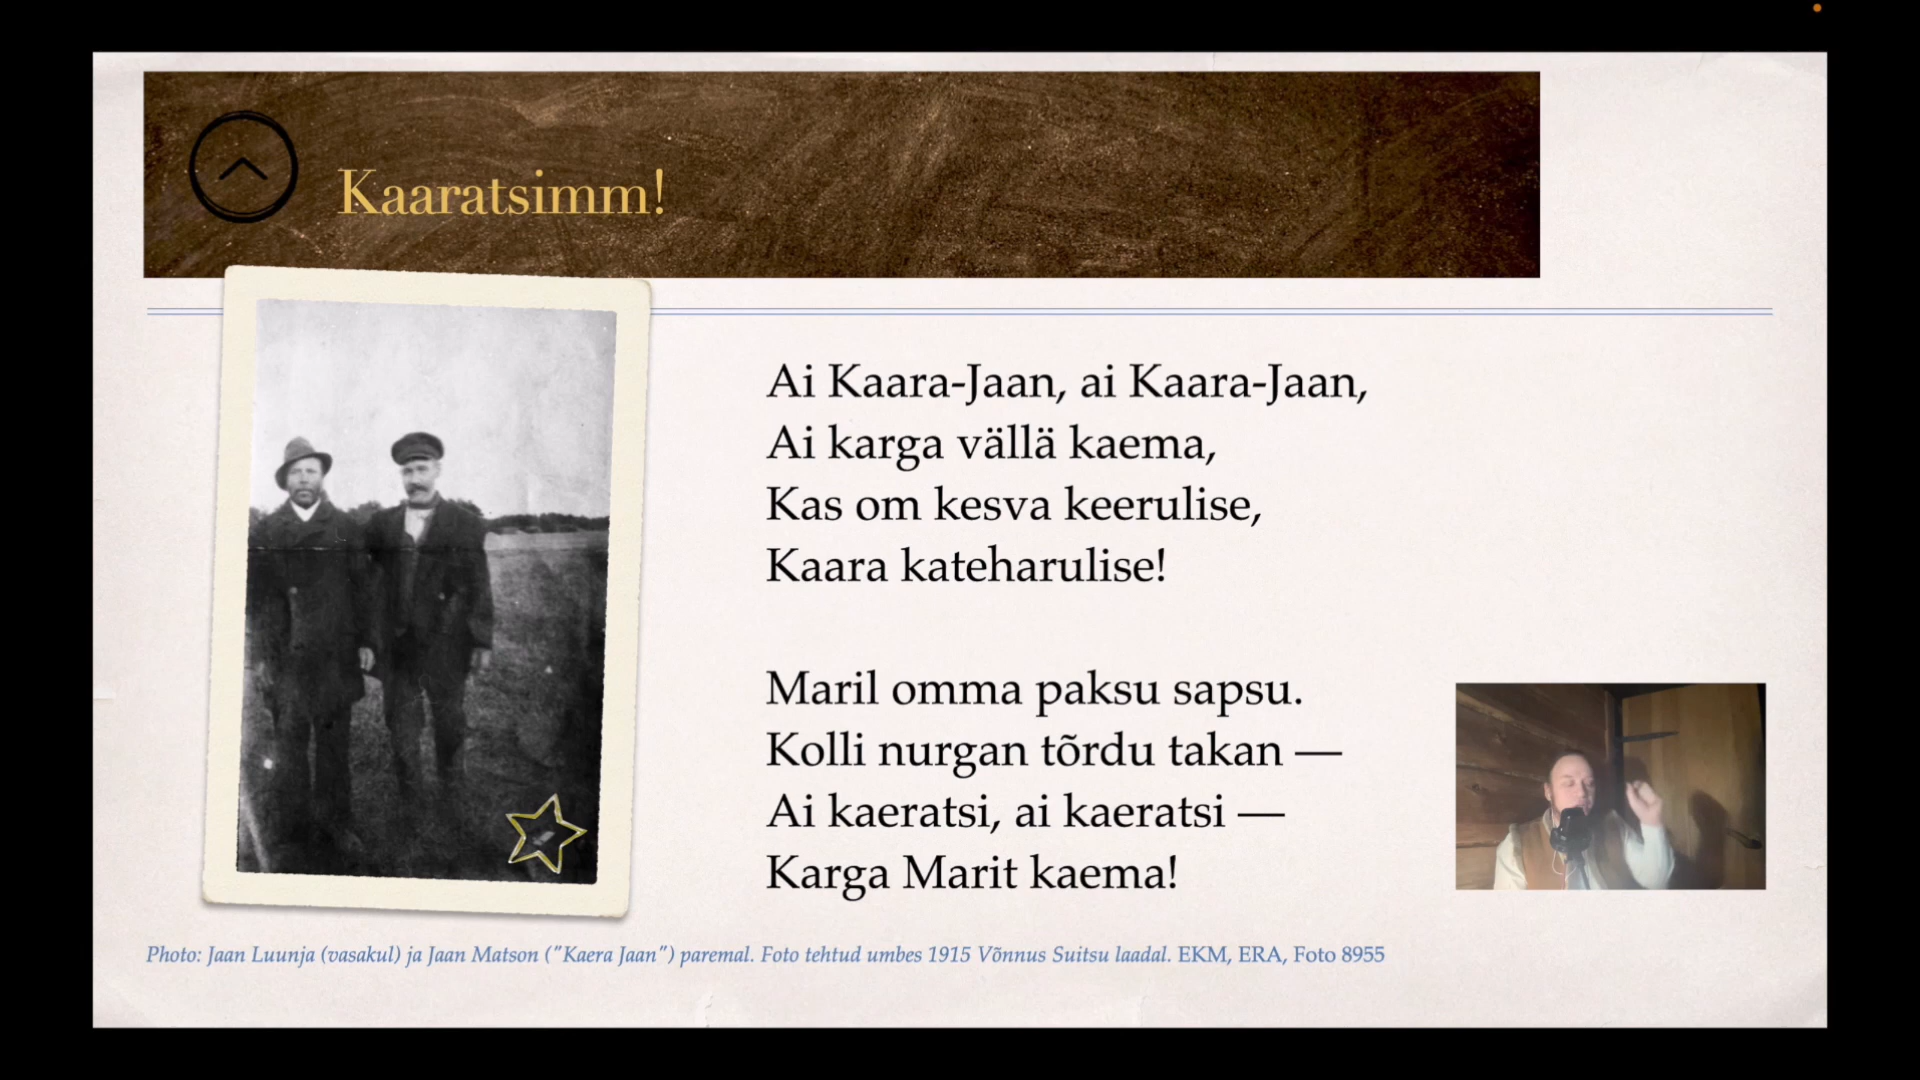 Kaaratsimm!
Ai Kaara-Jaan, ai Kaara-Jaan,
Ai karga vällä kaema,
Kas om kesva keerulise,
Kaara kateharulise!
Maril omma paksu sapsu.
Kolli nurgan tõrdu takan —
Ai kaeratsi, ai kaeratsi —
Karga Marit kaema!
Photo: Jaan Luunja (vasakul) ja Jaan Matson ("Kaera Jaan") paremal. Foto tehtud umbes 1915 Võnnus Suitsu laadal. EKM, ERA, Foto 8955